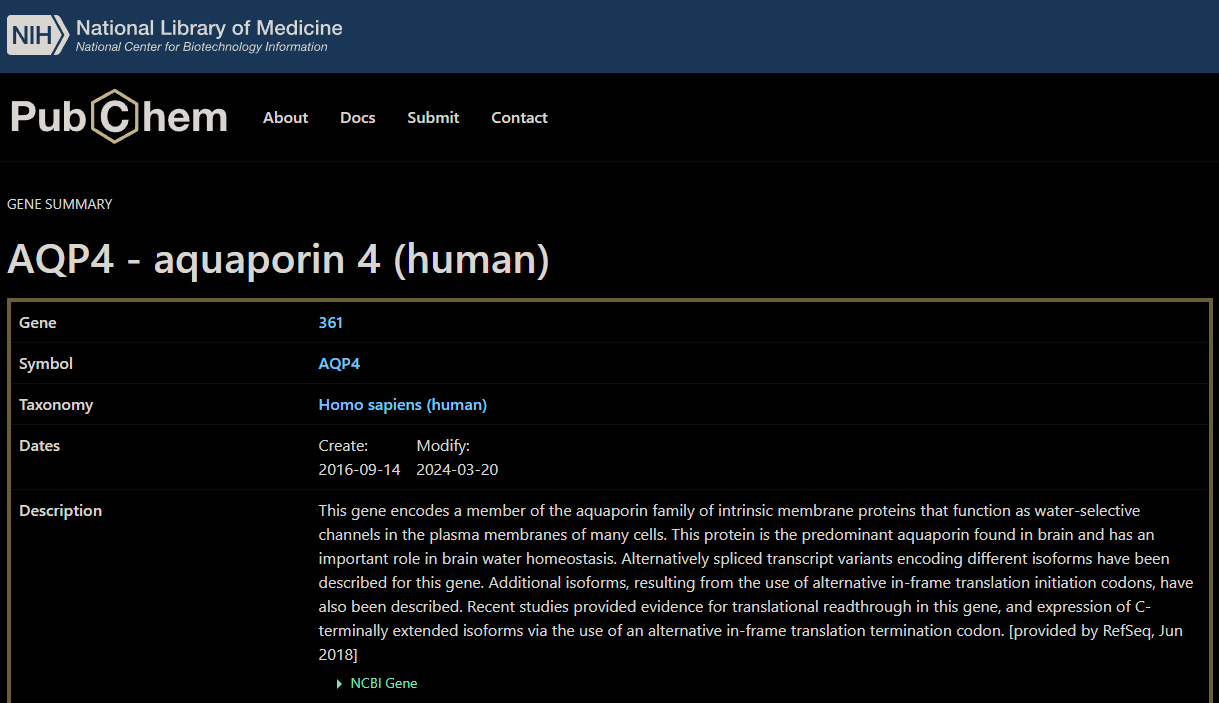 NIH National Library of Medicine
National Center for Biotechnology Information
PubChem About Docs Submit Contact
GENE SUMMARY
AQP4 - aquaporin 4 (human)
Gene 361
Symbol AQP4
Taxonomy Homo sapiens (human)
Dates Create: Modify:
2016-09-14 2024-03-20
Description This gene encodes a member of the aquaporin family of intrinsic membrane proteins that function as water-selective
channels in the plasma membranes of many cells. This protein is the predominant aquaporin found in brain and has an
important role in brain water homeostasis. Alternatively spliced transcript variants encoding different isoforms have been
described for this gene. Additional isoforms, resulting from the use of alternative in-frame translation initiation codons, have
also been described. Recent studies provided evidence for translational readthrough in this gene, and expression of C-
terminally extended isoforms via the use of an alternative in-frame translation termination codon. [provided by RefSeq, Jun
2018]
NCBI Gene